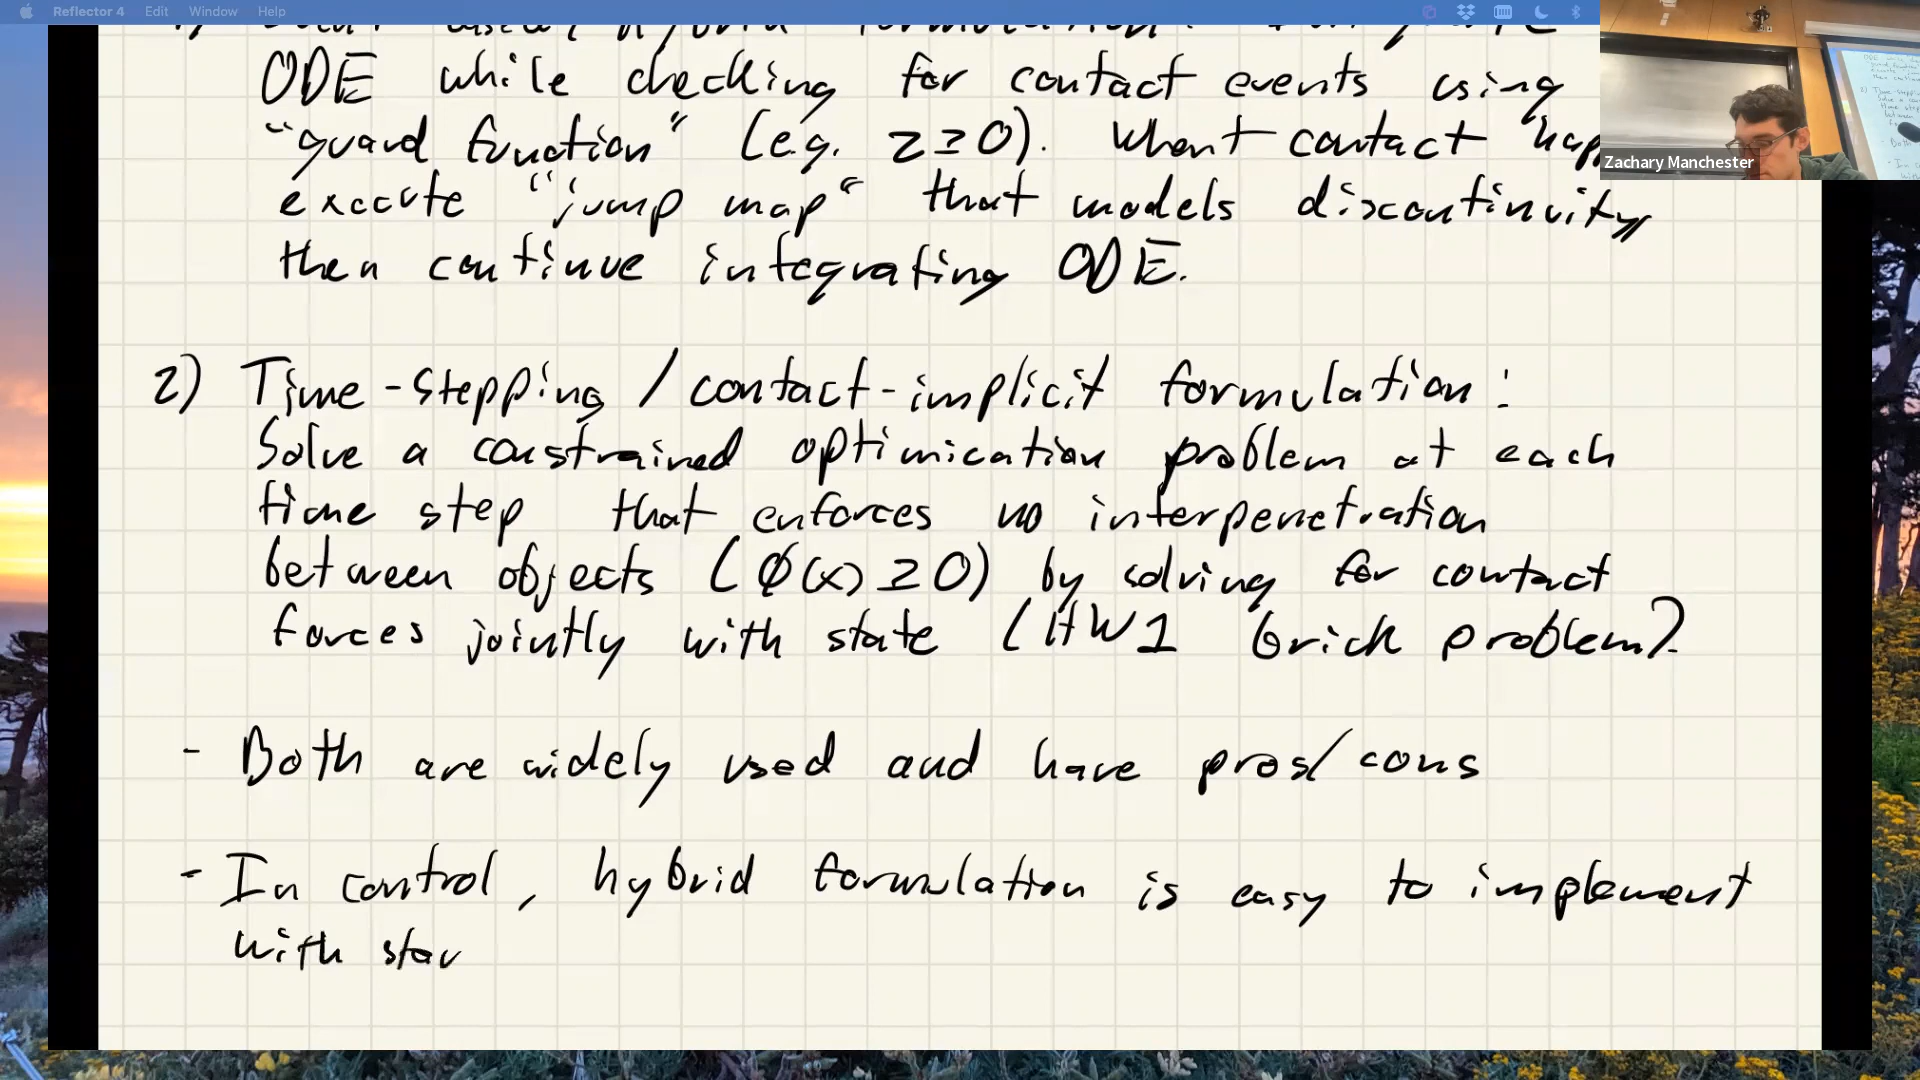 Reflector 4 Edit Window Help
ODE while checking for contact events using
"guard function" (e.g. z≥0). When contact hap
Zachary Manchester
execute "jump map" that models discontinuity
then continue integrating ODE.
2) Time-stepping / contact-implicit formulation:
Solve a constrained optimization problem at each
time step that enforces no interpenetration
between objects (ϕ(x) ≥ 0) by solving for contact
forces jointly with state (HW1 brick problem).
- Both are widely used and have pros/cons
- In control, hybrid formulation is easy to implement
with star